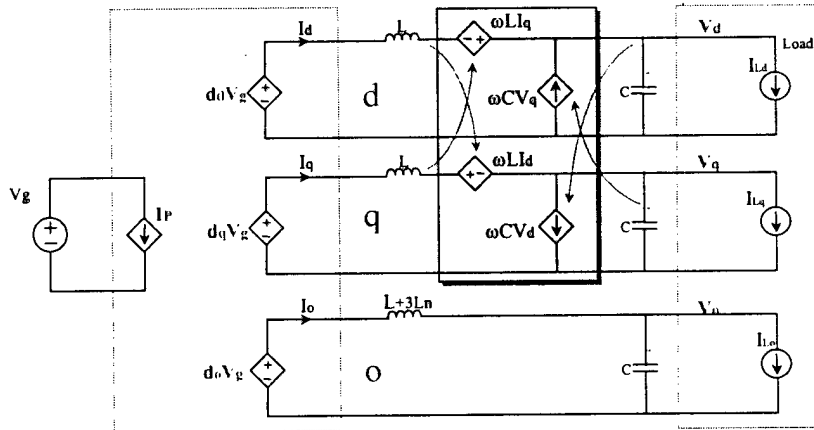 Id
L
ωLIq
Vd
Load
ILd
ddVg
d
ωCVq
C
Iq
L
ωLId
Vq
Vg
IP
dqVg
q
ωCVd
C
ILq
Io
L+3Ln
Vo
ILo
doVg
o
C